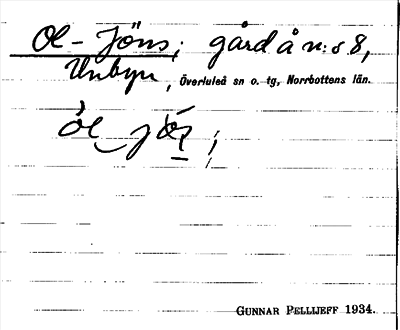 Ol-Jöns; gård å n:s 8,
Unbyn, Överluleå sn o. tg, Norrbottens län.
GUNNAR PELLIJEFF 1934.